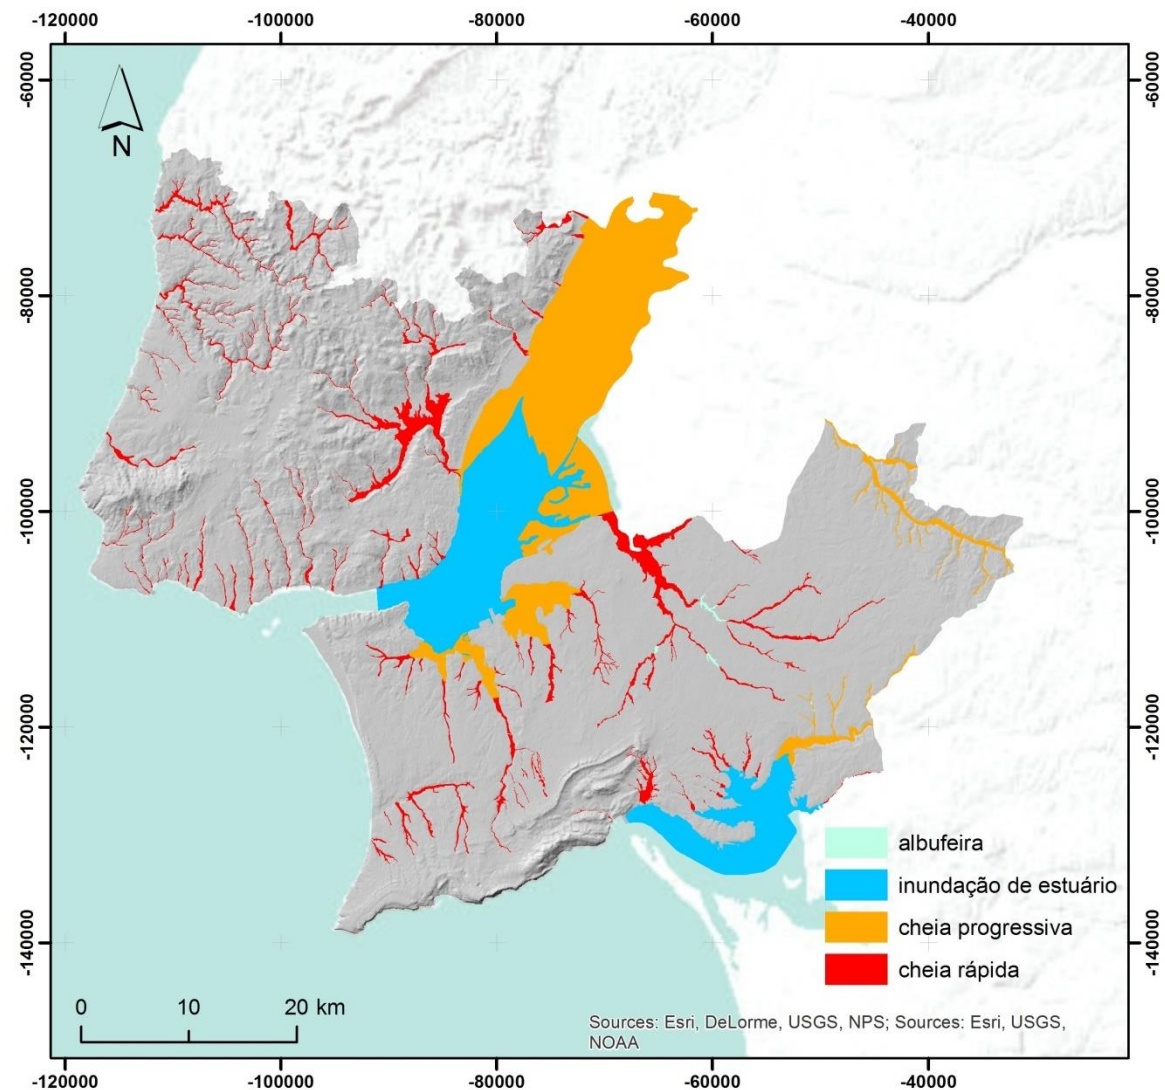 -120000 -100000 -80000 -60000 -40000
-60000 -60000
N
-80000 -80000
-100000 -100000
-120000 -120000
albufeira
inundação de estuário
cheia progressiva
-140000 -140000
cheia rápida
0 10 20 km
Sources: Esri, DeLorme, USGS, NPS; Sources: Esri, USGS,
NOAA
-120000 -100000 -80000 -60000 -40000